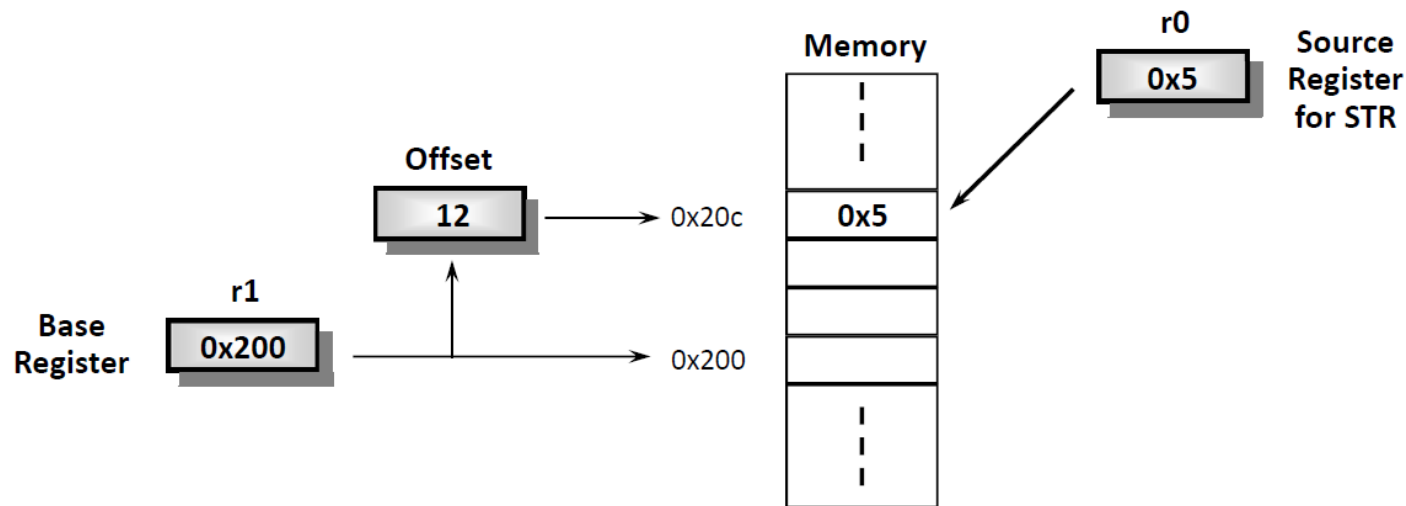 Memory
r0
0x5
Source
Register
for STR
Offset
12
0x20c
0x5
r1
Base
Register
0x200
0x200